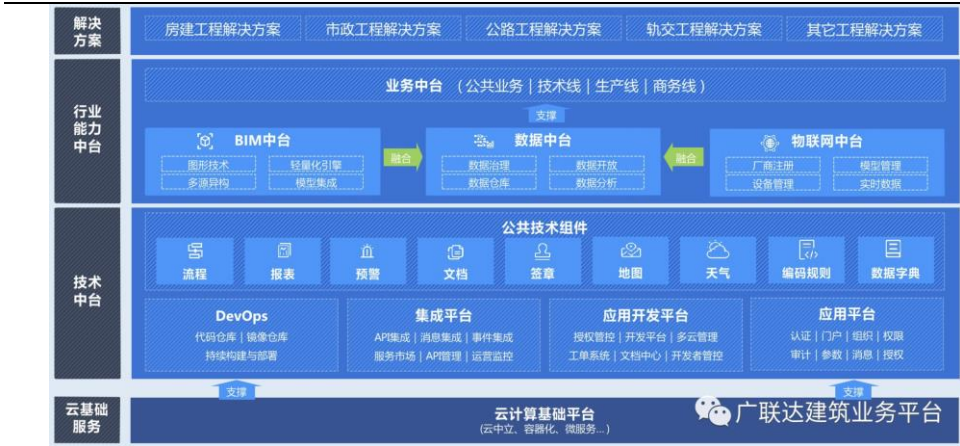 解决
方案
房建工程解决方案 市政工程解决方案 公路工程解决方案 轨交工程解决方案 其它工程解决方案
行业
能力
中台
业务中台 (公共业务 | 技术线 | 生产线 | 商务线)
支撑
BIM中台
图形技术 轻量化引擎
多源异构 模型集成
融合
数据中台
数据治理 数据开放
数据仓库 数据分析
融合
物联网中台
厂商注册 模型管理
设备管理 实时数据
技术
中台
公共技术组件
流程 报表 预警 文档 签章 地图 天气 编码规则 数据字典
DevOps
代码仓库 | 镜像仓库
持续构建与部署
集成平台
API集成 | 消息集成 | 事件集成
服务市场 | API管理 | 运营监控
应用开发平台
授权管控 | 开发平台 | 多云管理
工单系统 | 文档中心 | 开发者管控
应用平台
认证 | 门户 | 组织 | 权限
审计 | 参数 | 消息 | 授权
支撑 支撑
云基础
服务
云计算基础平台
(云中立、容器化、微服务...)
广联达建筑业务平台